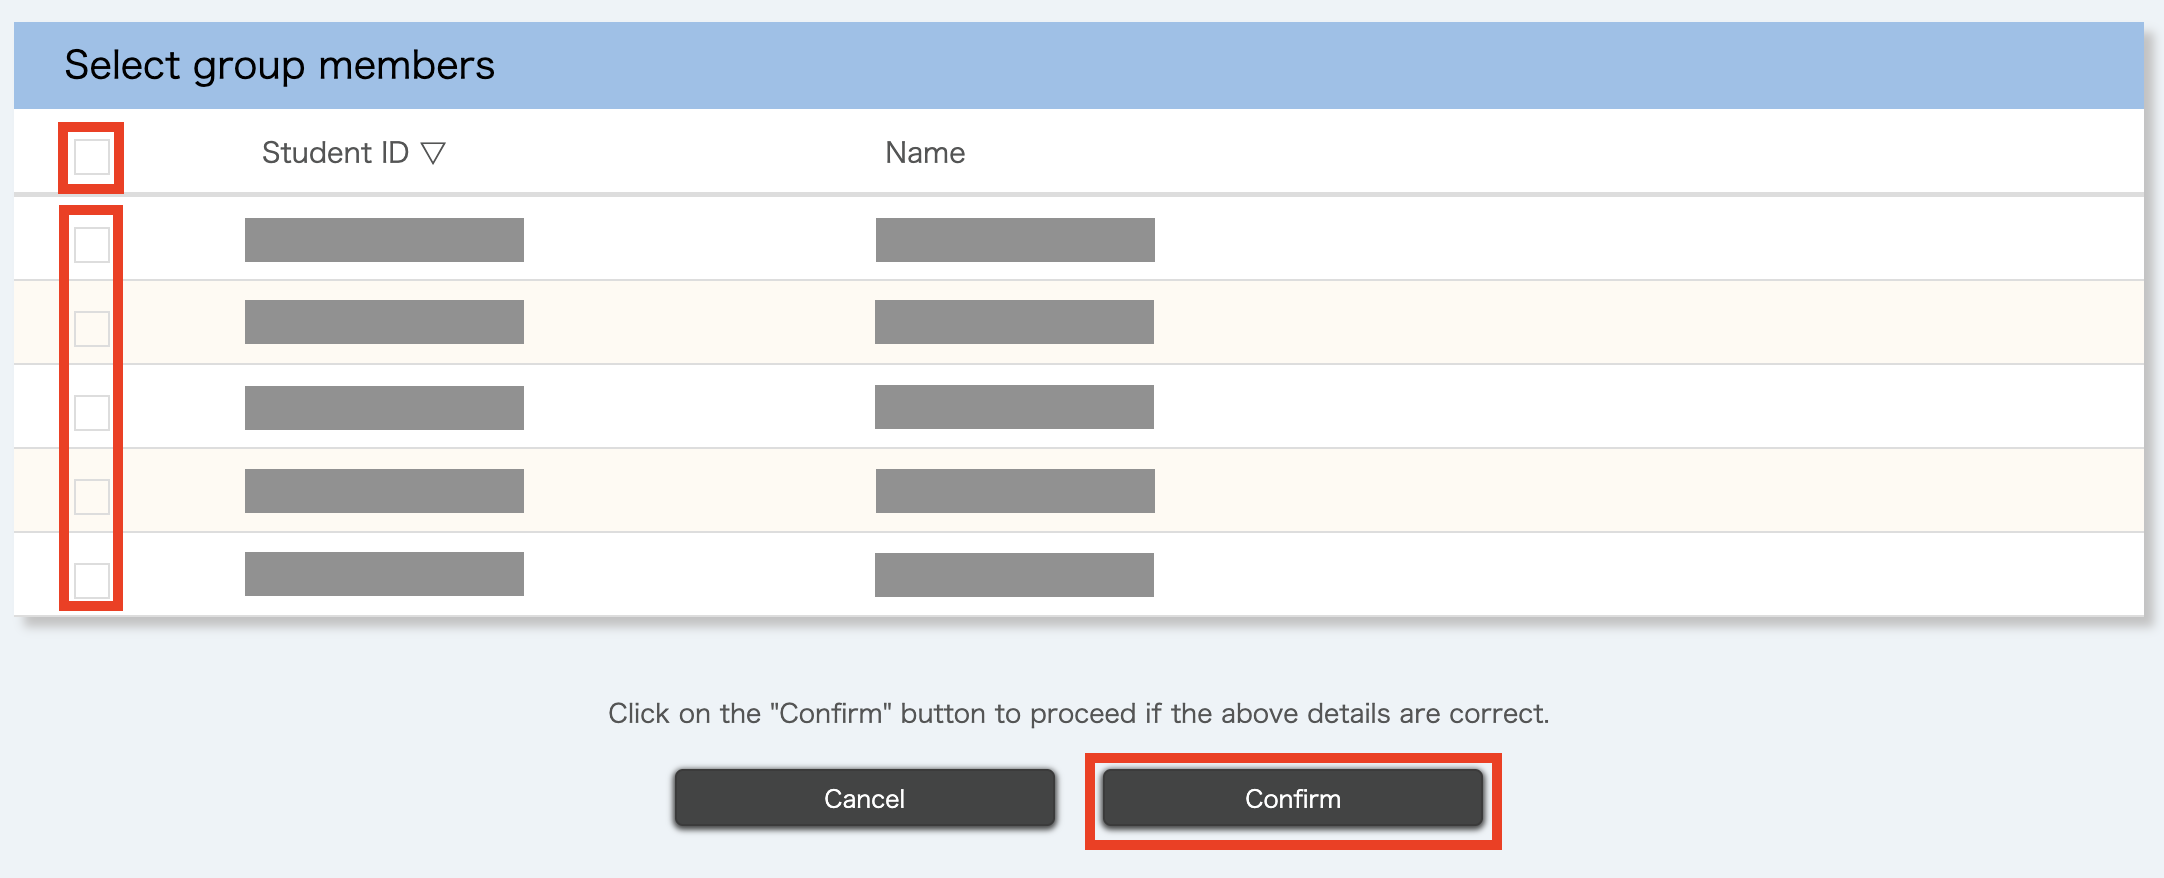 Select group members
Student ID ▽ Name
Click on the "Confirm" button to proceed if the above details are correct.
Cancel Confirm